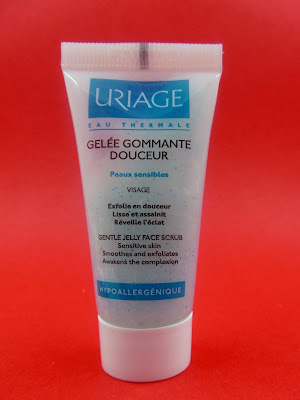 URIAGE
EAU THERMALE
GELÉE GOMMANTE
DOUCEUR
Peaux sensibles
VISAGE
Exfolie en douceur
Lisse et assainit
Réveille l'éclat
GENTLE JELLY FACE SCRUB
Sensitive skin
Smoothes and exfoliates
Awakens the complexion
HYPOALLERGÉNIQUE